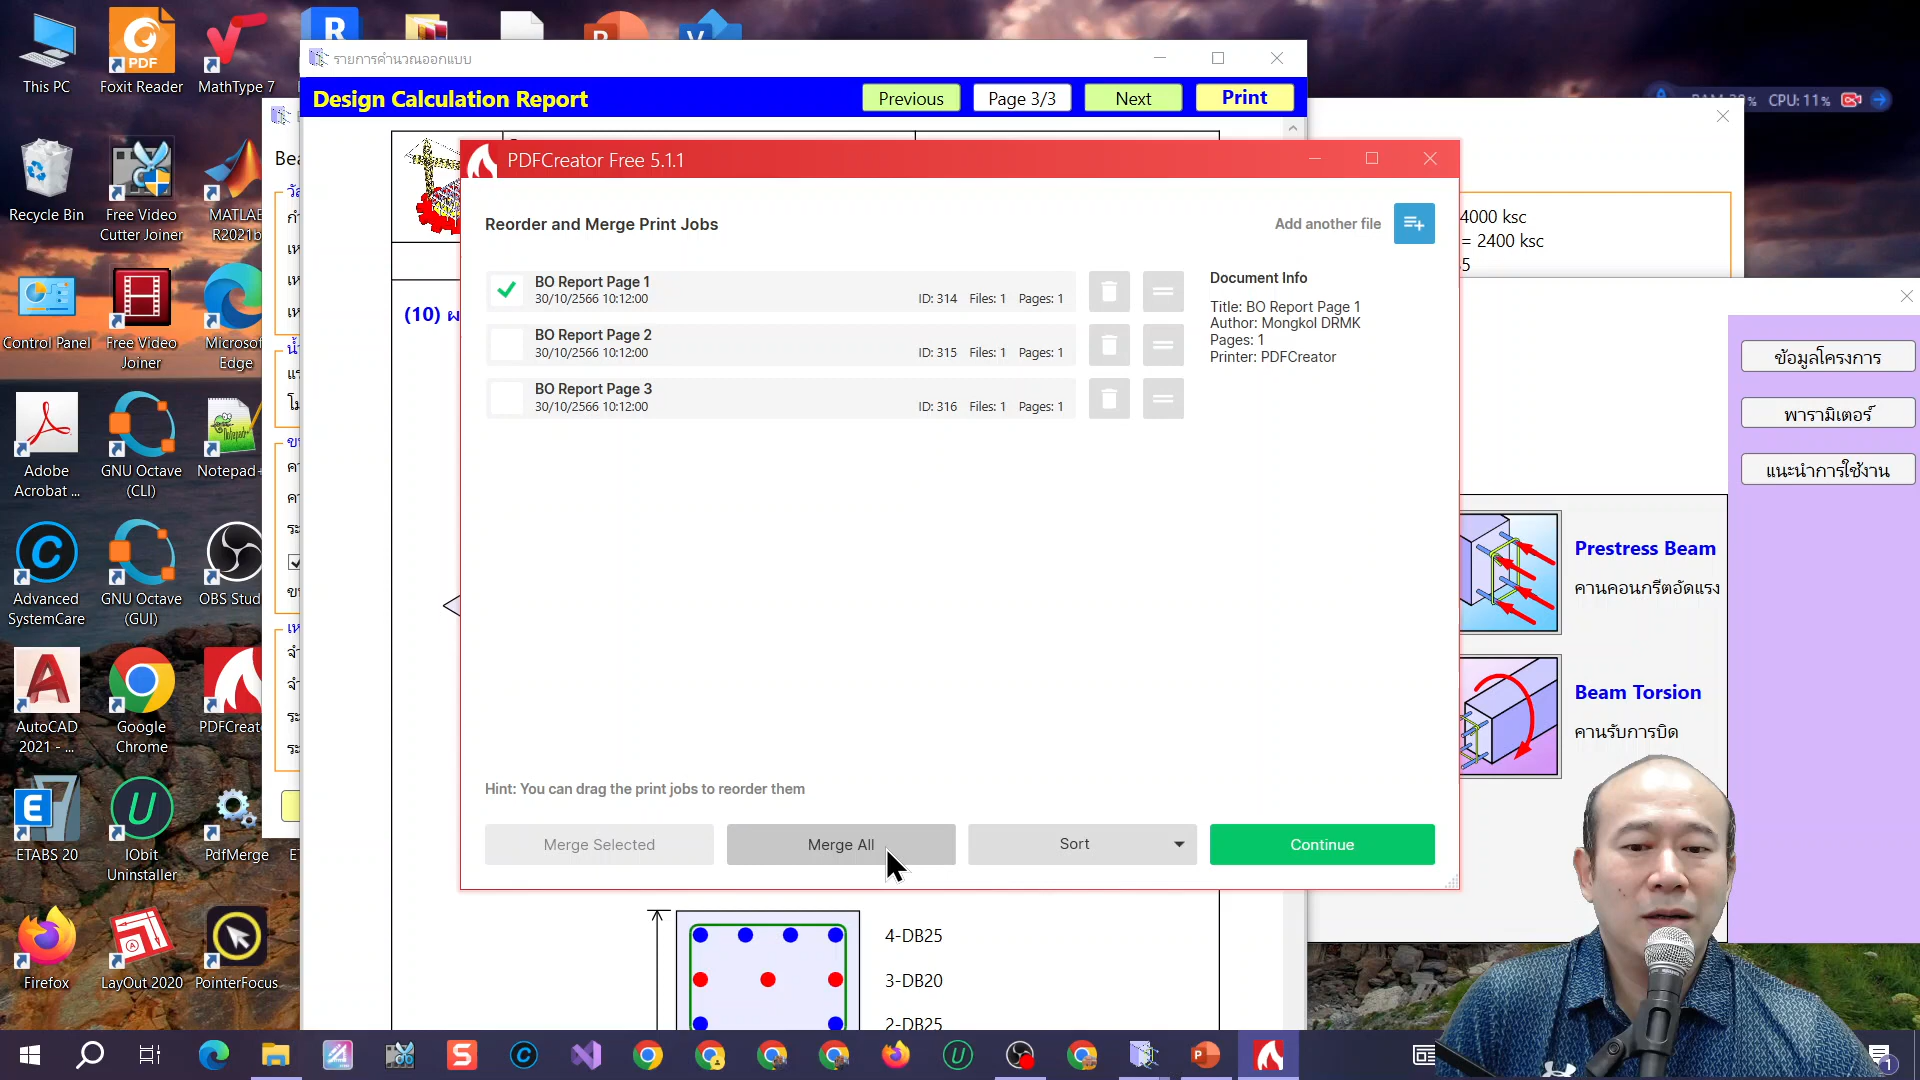 This PC
Foxit Reader
MathType 7
Recycle Bin
Free Video
Cutter Joiner
MATLAB
R2021b
Control Panel
Free Video
Joiner
Microsof
Edge
Adobe
Acrobat ...
GNU Octave
(CLI)
Notepad+
Advanced
SystemCare
GNU Octave
(GUI)
OBS Stud
AutoCAD
2021 - ...
Google
Chrome
PDFCreat
ETABS 20
IObit
Uninstaller
PdfMerge
Firefox
LayOut 2020
PointerFocus
รายการคำนวณออกแบบ
Design Calculation Report
Previous
Page 3/3
Next
Print
CPU: 11%
Bea
(10) ผ
PDFCreator Free 5.1.1
Reorder and Merge Print Jobs
Add another file
BO Report Page 1
30/10/2566 10:12:00
ID: 314 Files: 1 Pages: 1
BO Report Page 2
30/10/2566 10:12:00
ID: 315 Files: 1 Pages: 1
BO Report Page 3
30/10/2566 10:12:00
ID: 316 Files: 1 Pages: 1
Document Info
Title: BO Report Page 1
Author: Mongkol DRMK
Pages: 1
Printer: PDFCreator
Hint: You can drag the print jobs to reorder them
Merge Selected
Merge All
Sort
Continue
4000 ksc
= 2400 ksc
ข้อมูลโครงการ
พารามิเตอร์
แนะนำการใช้งาน
Prestress Beam
คานคอนกรีตอัดแรง
Beam Torsion
คานรับการบิด
4-DB25
3-DB20
2-DB25